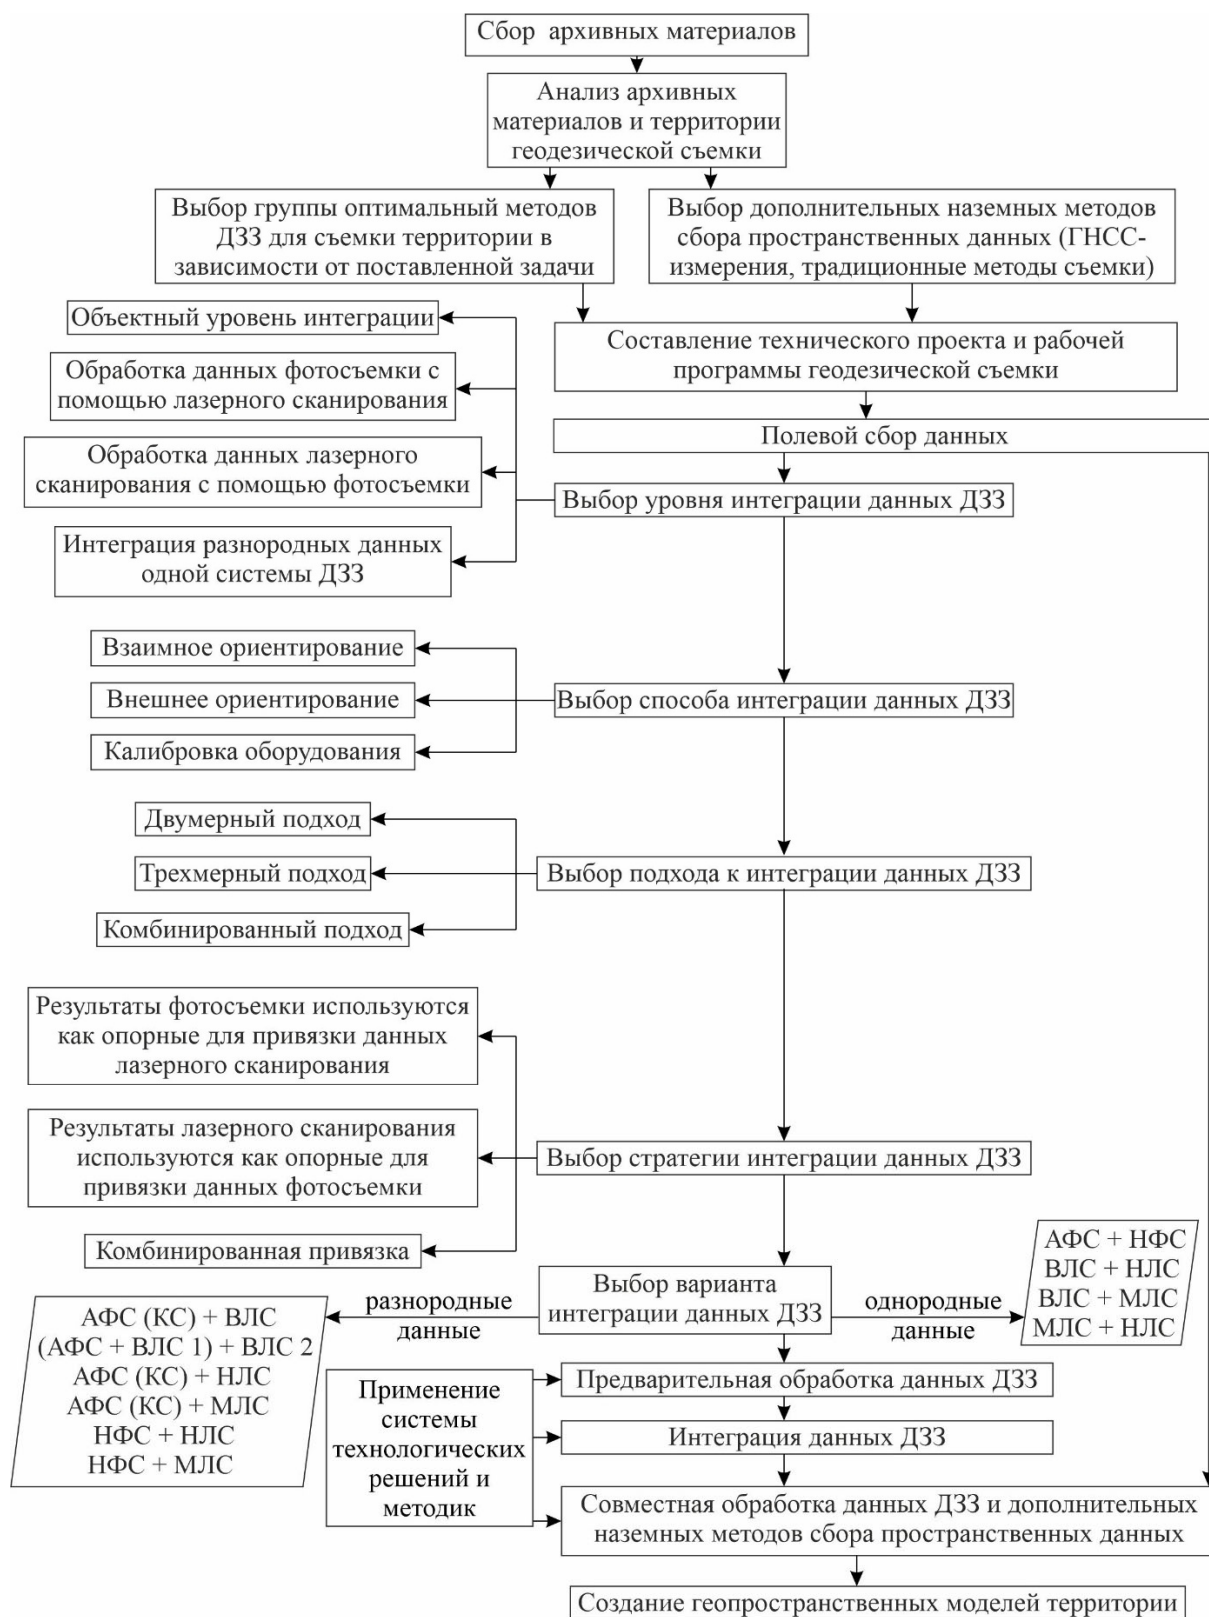 Сбор архивных материалов
Анализ архивных
материалов и территории
геодезической съемки
Выбор группы оптимальный методов
ДЗЗ для съемки территории в
зависимости от поставленной задачи
Выбор дополнительных наземных методов
сбора пространственных данных (ГНСС-
измерения, традиционные методы съемки)
Составление технического проекта и рабочей
программы геодезической съемки
Полевой сбор данных
Выбор уровня интеграции данных ДЗЗ
Объектный уровень интеграции
Обработка данных фотосъемки с
помощью лазерного сканирования
Обработка данных лазерного
сканирования с помощью фотосъемки
Интеграция разнородных данных
одной системы ДЗЗ
Выбор способа интеграции данных ДЗЗ
Взаимное ориентирование
Внешнее ориентирование
Калибровка оборудования
Выбор подхода к интеграции данных ДЗЗ
Двумерный подход
Трехмерный подход
Комбинированный подход
Выбор стратегии интеграции данных ДЗЗ
Результаты фотосъемки используются
как опорные для привязки данных
лазерного сканирования
Результаты лазерного сканирования
используются как опорные для
привязки данных фотосъемки
Комбинированная привязка
Выбор варианта
интеграции данных ДЗЗ
разнородные
данные
АФС (КС) + ВЛС
(АФС + ВЛС 1) + ВЛС 2
АФС (КС) + НЛС
АФС (КС) + МЛС
НФС + НЛС
НФС + МЛС
однородные
данные
АФС + НФС
ВЛС + НЛС
ВЛС + МЛС
МЛС + НЛС
Применение
системы
технологических
решений и
методик
Предварительная обработка данных ДЗЗ
Интеграция данных ДЗЗ
Совместная обработка данных ДЗЗ и дополнительных
наземных методов сбора пространственных данных
Создание геопространственных моделей территории